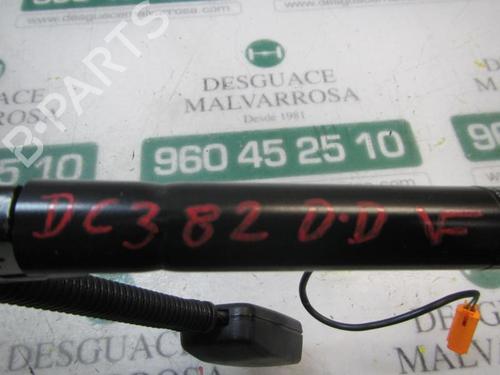 DESGUACE
MALVARROSA
Desde 1981
960 45 25 10
960 45 25 10
DC382 D.D
DESGUACE
MALVARROSA
DESGUACE
MALVARROSA
B-PARTS